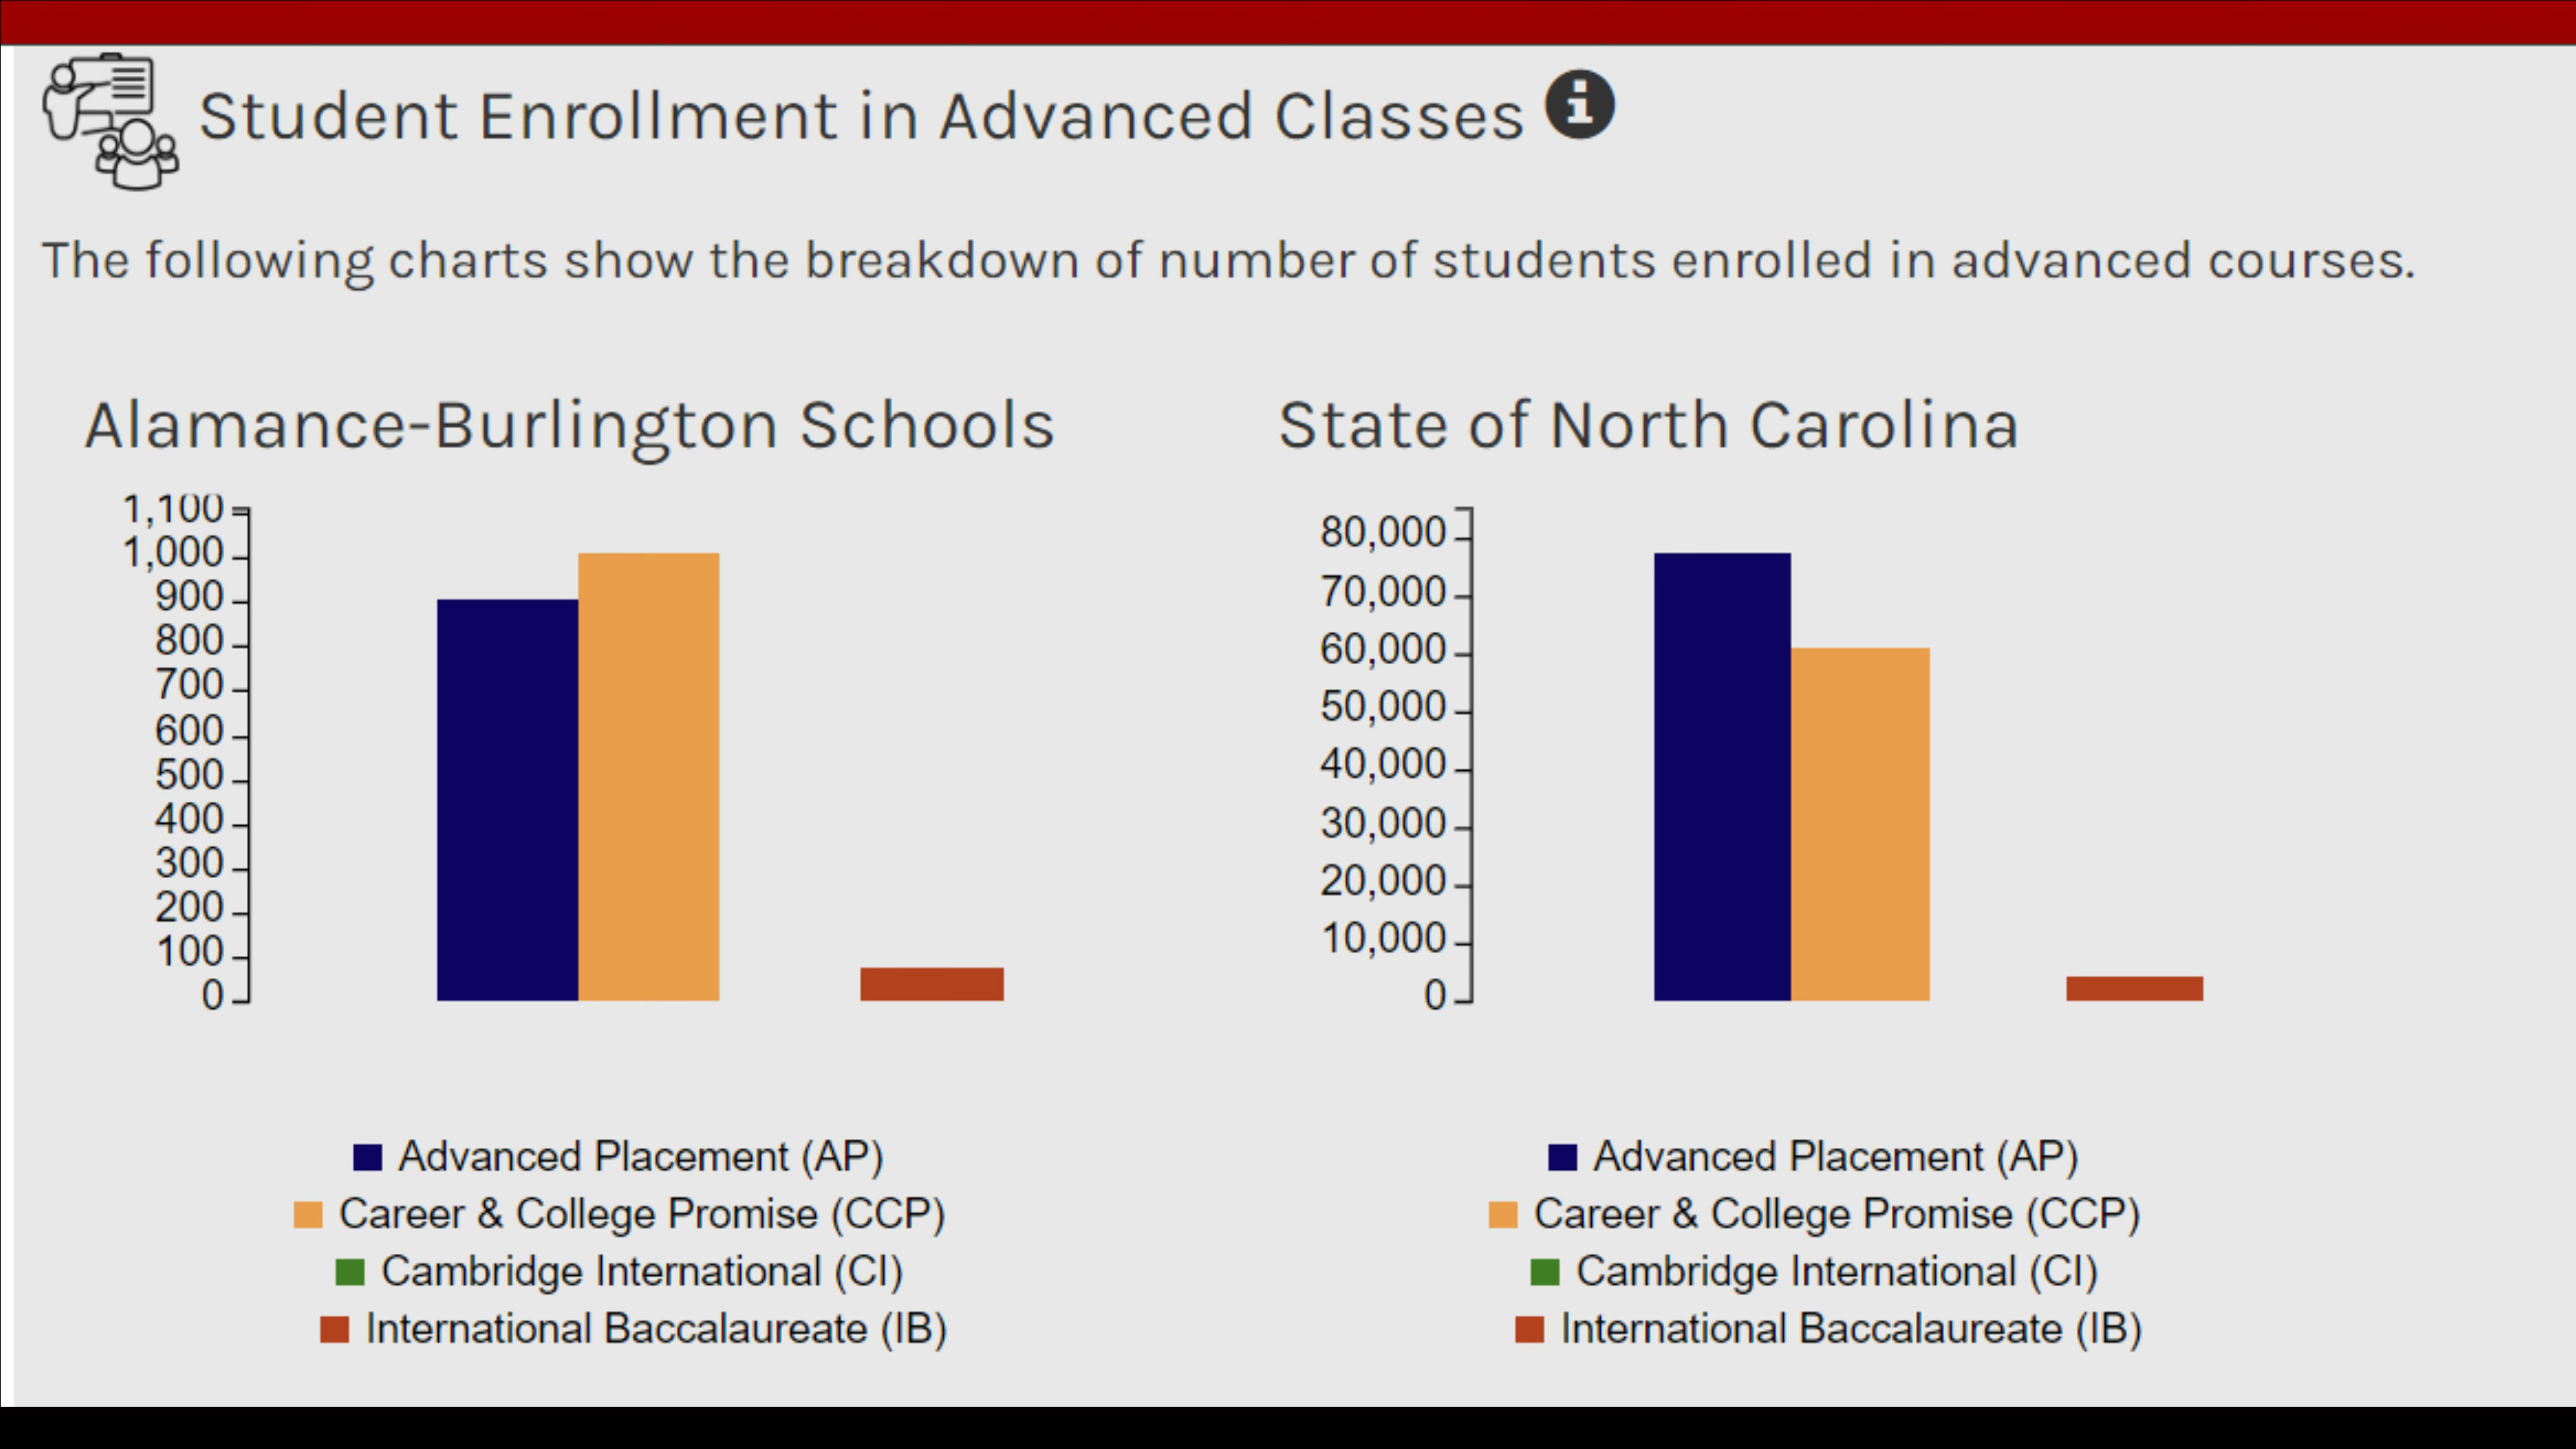 Student Enrollment in Advanced Classes
The following charts show the breakdown of number of students enrolled in advanced courses.
Alamance-Burlington Schools
1,100
1,000
900
800
700
600
500
400
300
200
100
0
Advanced Placement (AP)
Career & College Promise (CCP)
Cambridge International (CI)
International Baccalaureate (IB)
State of North Carolina
80,000
70,000
60,000
50,000
40,000
30,000
20,000
10,000
0
Advanced Placement (AP)
Career & College Promise (CCP)
Cambridge International (CI)
International Baccalaureate (IB)